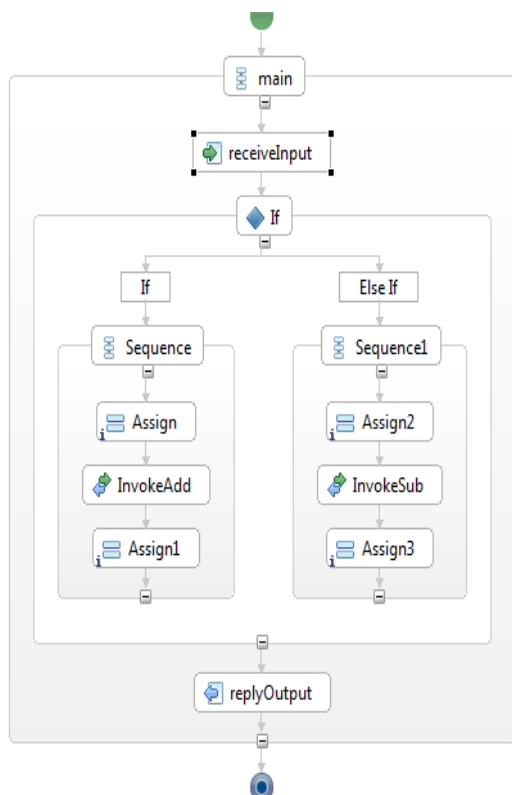 main
receiveInput
If
If
Else If
Sequence
Sequence1
Assign
Assign2
InvokeAdd
InvokeSub
Assign1
Assign3
replyOutput